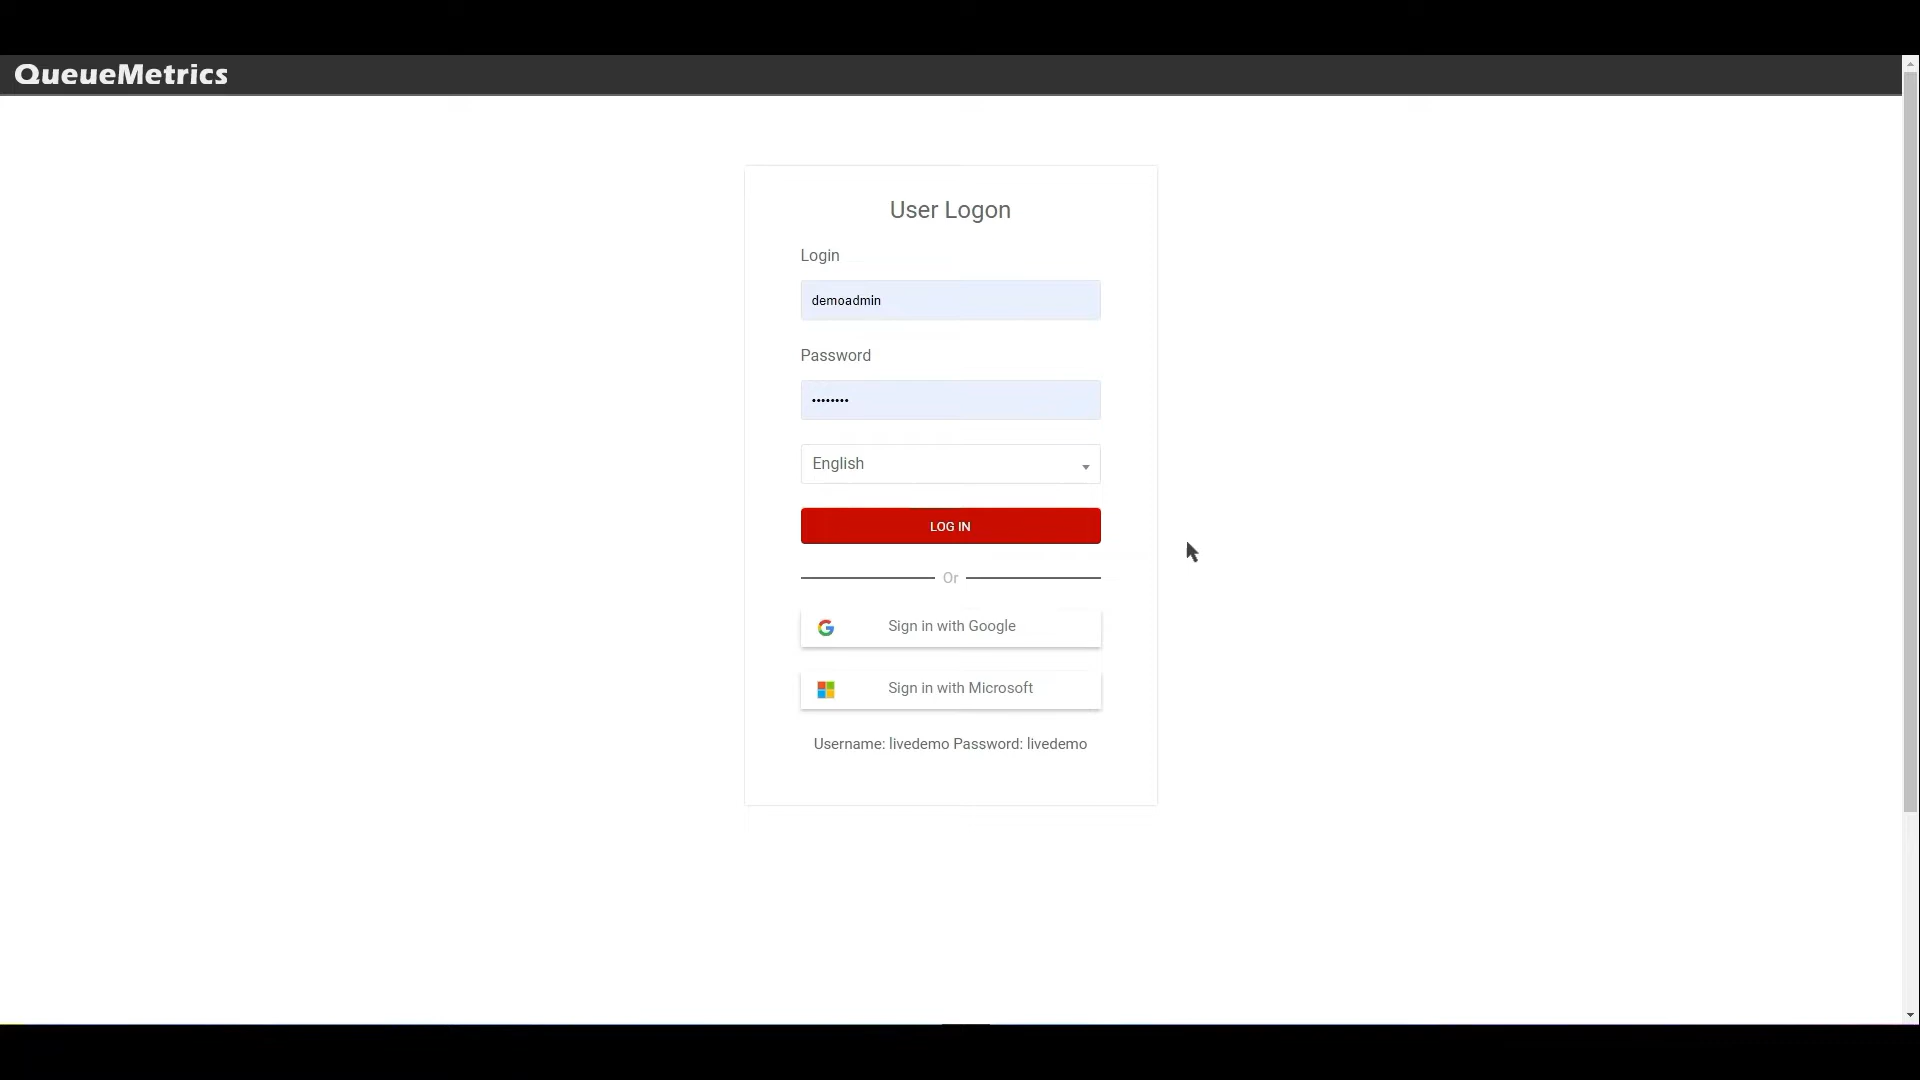 QueueMetrics
User Logon
Login
demoadmin
Password
••••••••
English
LOG IN
Or
Sign in with Google
Sign in with Microsoft
Username: livedemo Password: livedemo